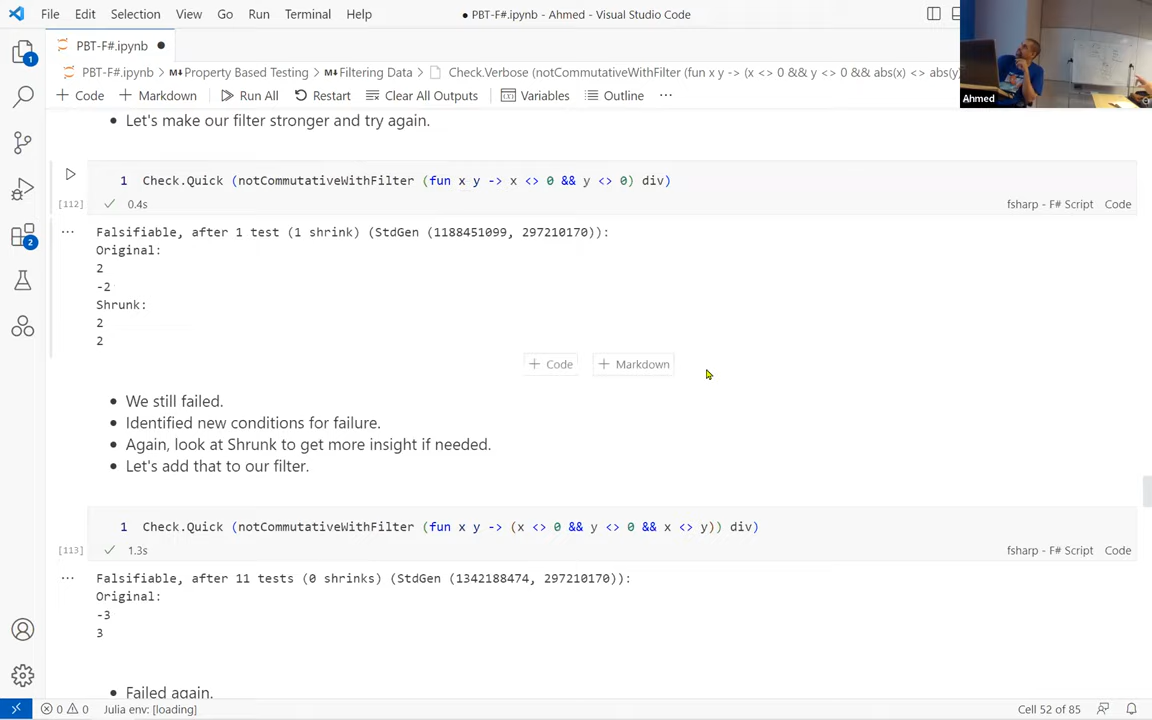 File Edit Selection View Go Run Terminal Help
● PBT-F#.ipynb - Ahmed - Visual Studio Code
PBT-F#.ipynb ●
PBT-F#.ipynb > M↓Property Based Testing > M↓Filtering Data > Check.Verbose (notCommutativeWithFilter (fun x y -> (x <> 0 && y <> 0 && abs(x) <> abs(y)
+ Code + Markdown Run All Restart Clear All Outputs Variables Outline ...
Ahmed
• Let's make our filter stronger and try again.
1 Check.Quick (notCommutativeWithFilter (fun x y -> x <> 0 && y <> 0) div)
[112] ✓ 0.4s fsharp - F# Script Code
... Falsifiable, after 1 test (1 shrink) (StdGen (1188451099, 297210170)):
Original:
2
-2
Shrunk:
2
2
+ Code + Markdown
• We still failed.
• Identified new conditions for failure.
• Again, look at Shrunk to get more insight if needed.
• Let's add that to our filter.
1 Check.Quick (notCommutativeWithFilter (fun x y -> (x <> 0 && y <> 0 && x <> y)) div)
[113] ✓ 1.3s fsharp - F# Script Code
... Falsifiable, after 11 tests (0 shrinks) (StdGen (1342188474, 297210170)):
Original:
-3
3
• Failed again.
1
2
0 0 Julia env: [loading] Cell 52 of 85